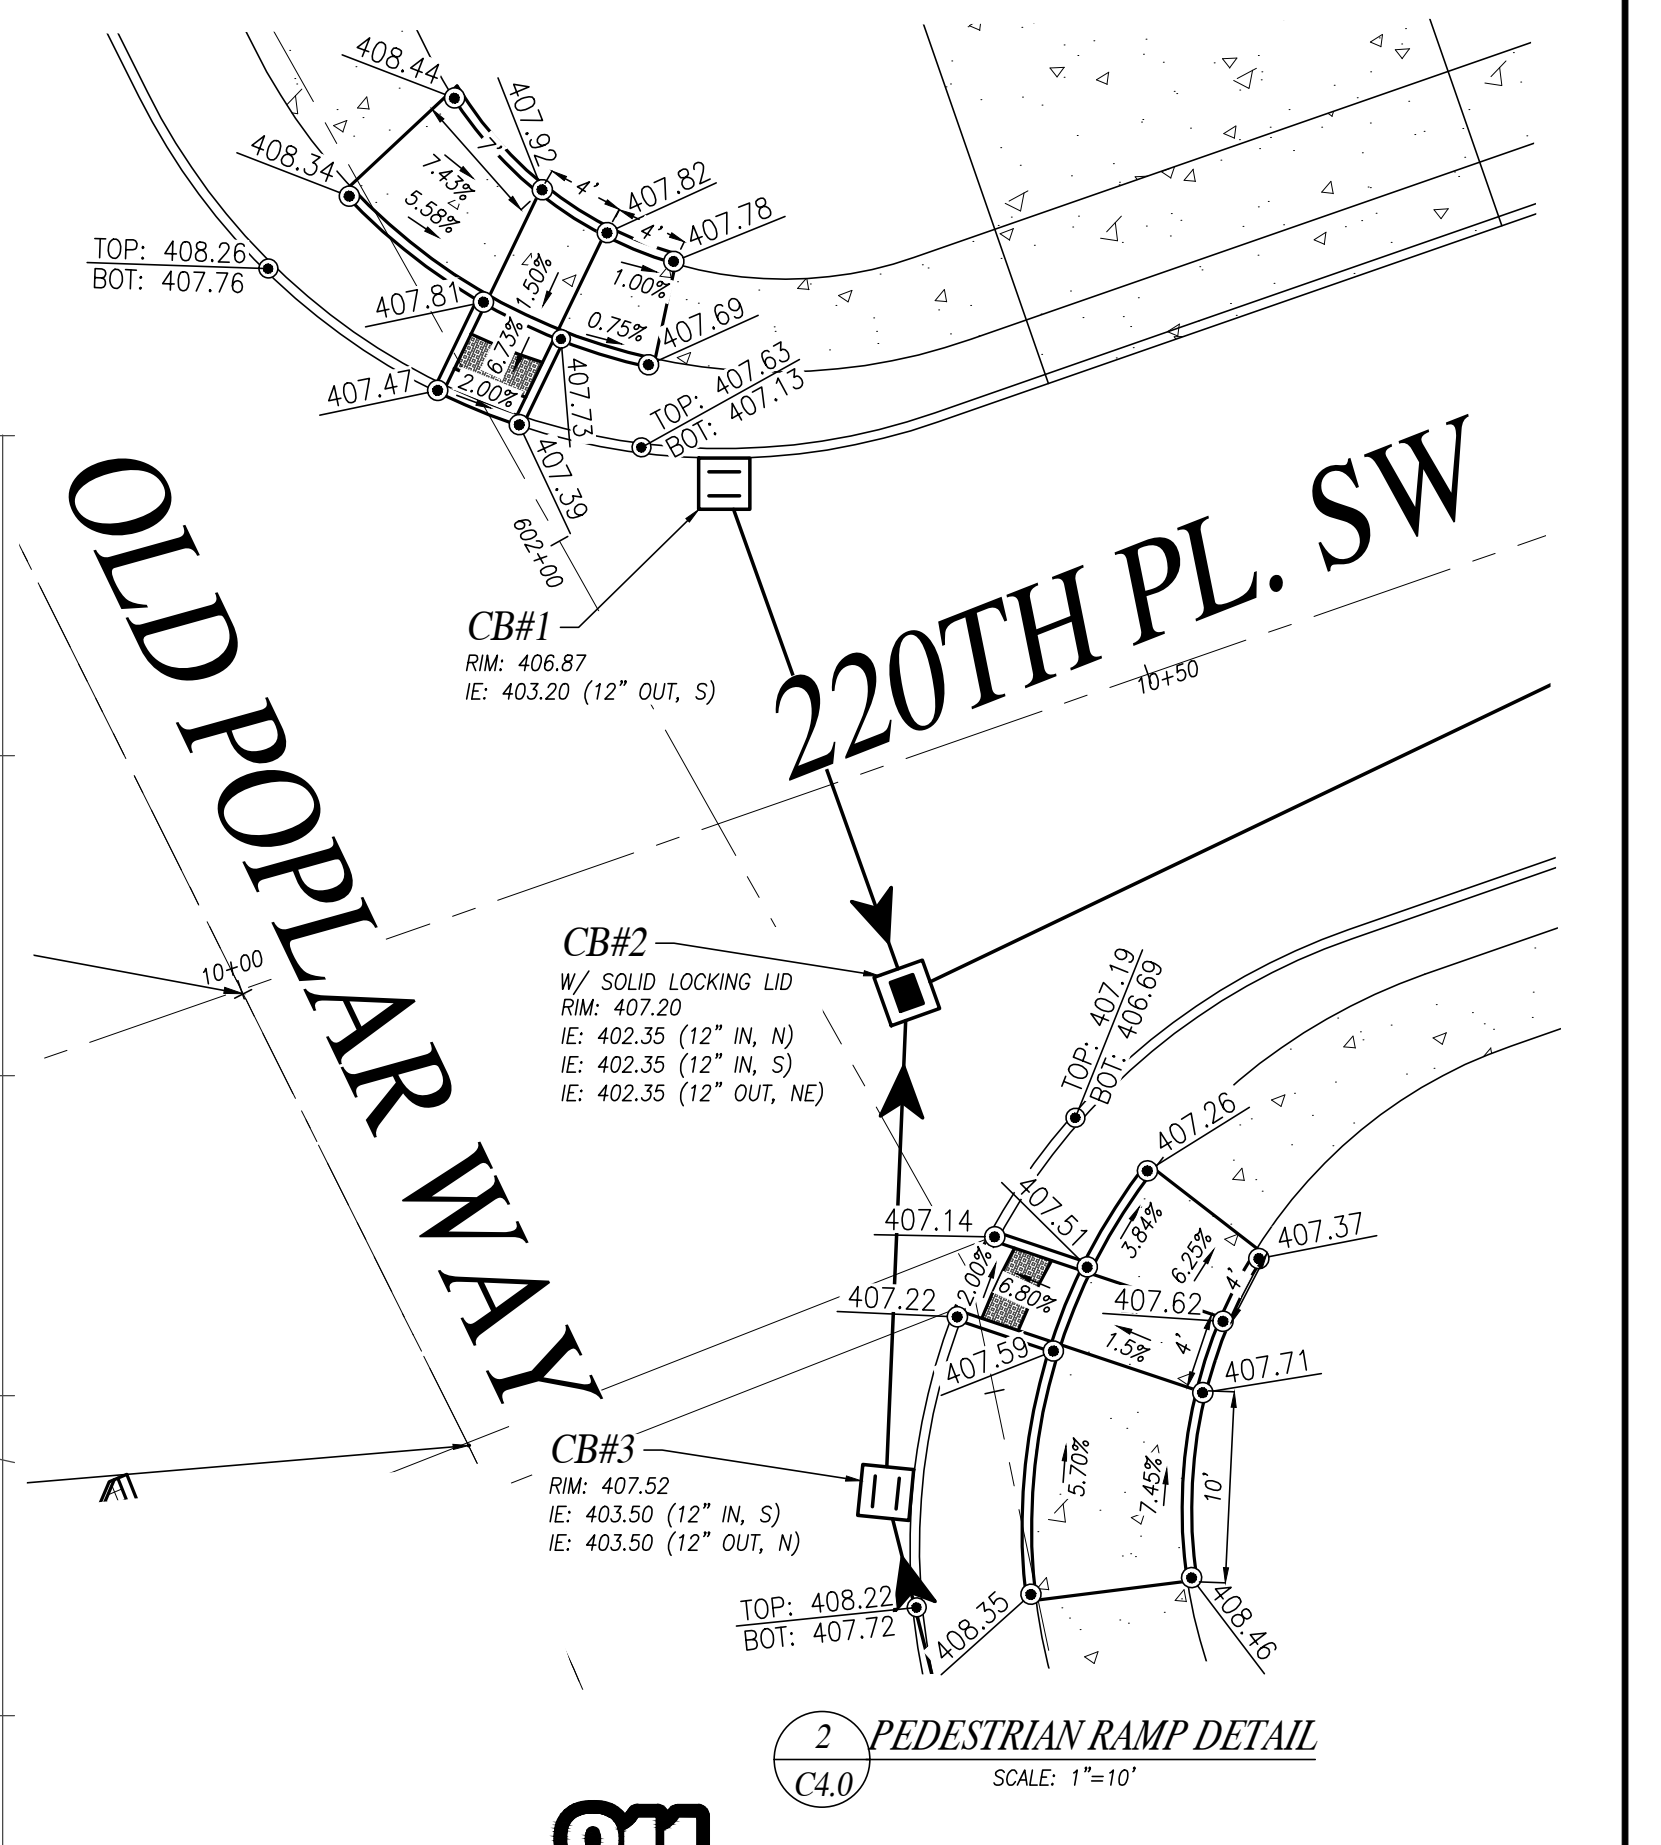 408.44
407.92
408.34
7'
7.43%
5.58%
4'
407.82
4'
407.78
TOP: 408.26
BOT: 407.76
407.81
1.50%
1.00%
0.75%
407.69
6.73%
2.00%
407.47
407.73
407.39
TOP: 407.63
BOT: 407.13
602+00
OLD POPLAR WAY
220TH PL. SW
CB#1
RIM: 406.87
IE: 403.20 (12" OUT, S)
10+50
10+00
CB#2
W/ SOLID LOCKING LID
RIM: 407.20
IE: 402.35 (12" IN, N)
IE: 402.35 (12" IN, S)
IE: 402.35 (12" OUT, NE)
TOP: 407.19
BOT: 406.69
407.26
407.14
407.51
3.84%
6.25%
407.37
2.00%
6.80%
407.22
407.62
4'
407.59
1.5%
4'
407.71
5.70%
7.45%
10'
CB#3
RIM: 407.52
IE: 403.50 (12" IN, S)
IE: 403.50 (12" OUT, N)
TOP: 408.22
BOT: 407.72
408.35
408.46
2
C4.0
PEDESTRIAN RAMP DETAIL
SCALE: 1"=10'